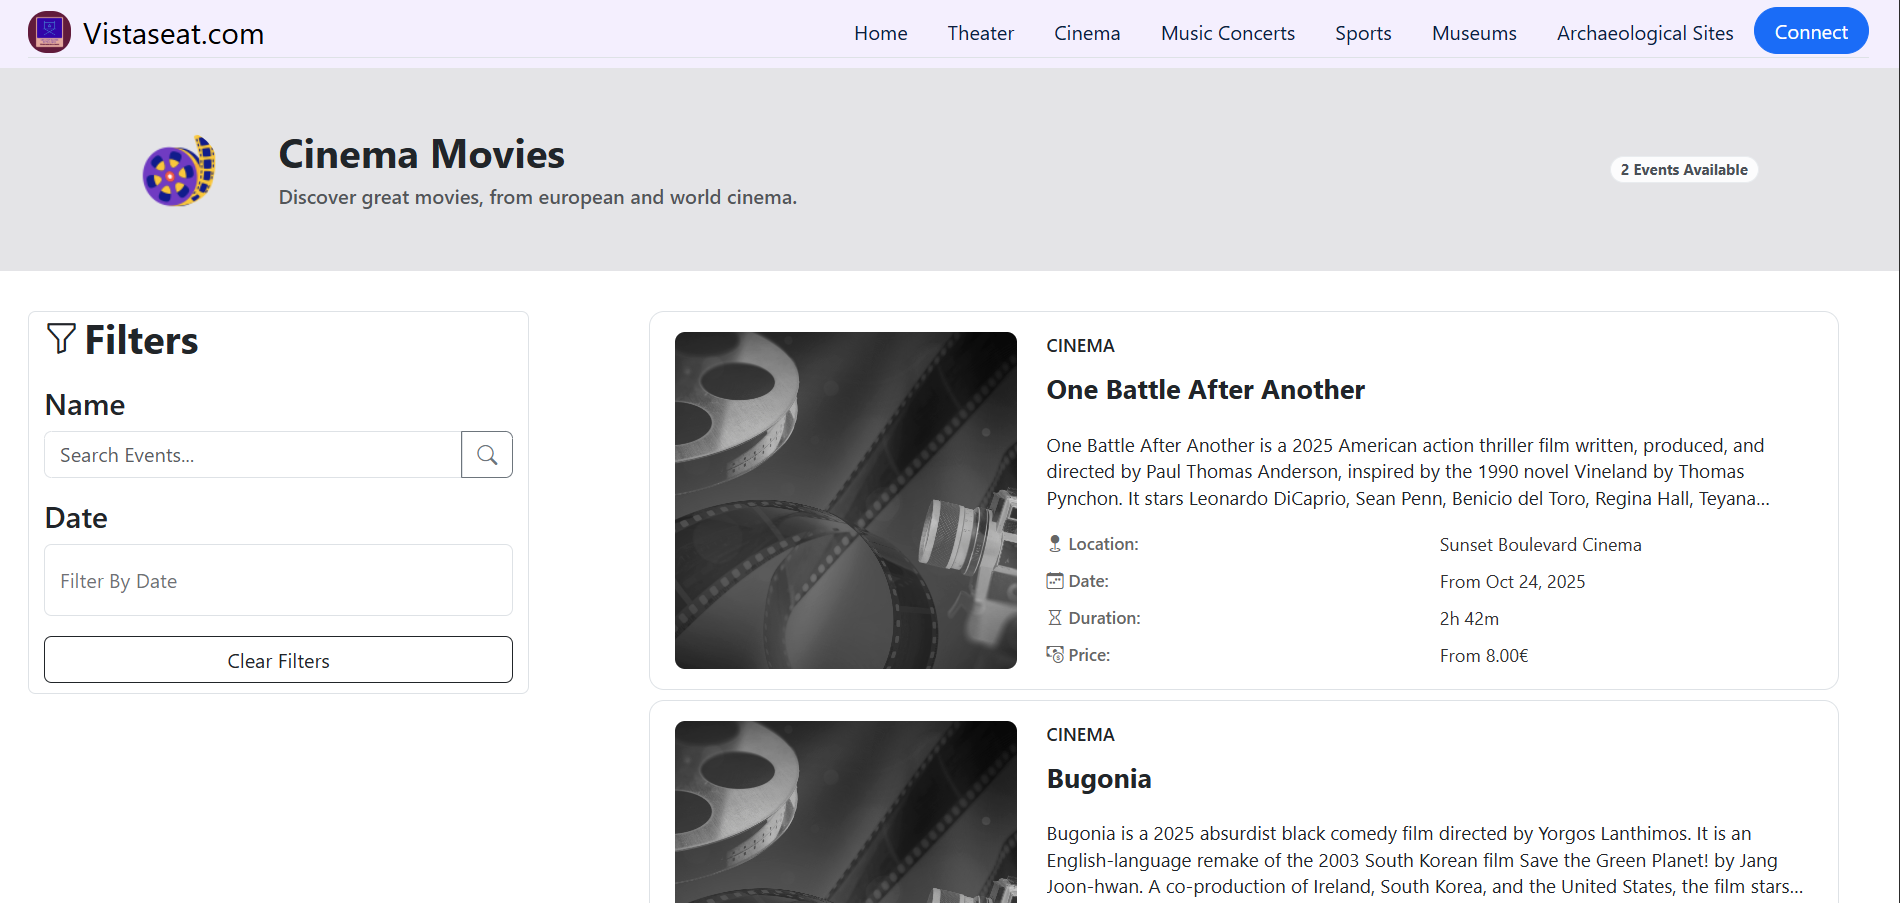 Vistaseat.com
Home
Theater
Cinema
Music Concerts
Sports
Museums
Archaeological Sites
Connect
Cinema Movies
Discover great movies, from european and world cinema.
2 Events Available
Filters
Name
Search Events...
Date
Filter By Date
Clear Filters
CINEMA
One Battle After Another
One Battle After Another is a 2025 American action thriller film written, produced, and
directed by Paul Thomas Anderson, inspired by the 1990 novel Vineland by Thomas
Pynchon. It stars Leonardo DiCaprio, Sean Penn, Benicio del Toro, Regina Hall, Teyana...
Location: Sunset Boulevard Cinema
Date: From Oct 24, 2025
Duration: 2h 42m
Price: From 8.00€
CINEMA
Bugonia
Bugonia is a 2025 absurdist black comedy film directed by Yorgos Lanthimos. It is an
English-language remake of the 2003 South Korean film Save the Green Planet! by Jang
Joon-hwan. A co-production of Ireland, South Korea, and the United States, the film stars...